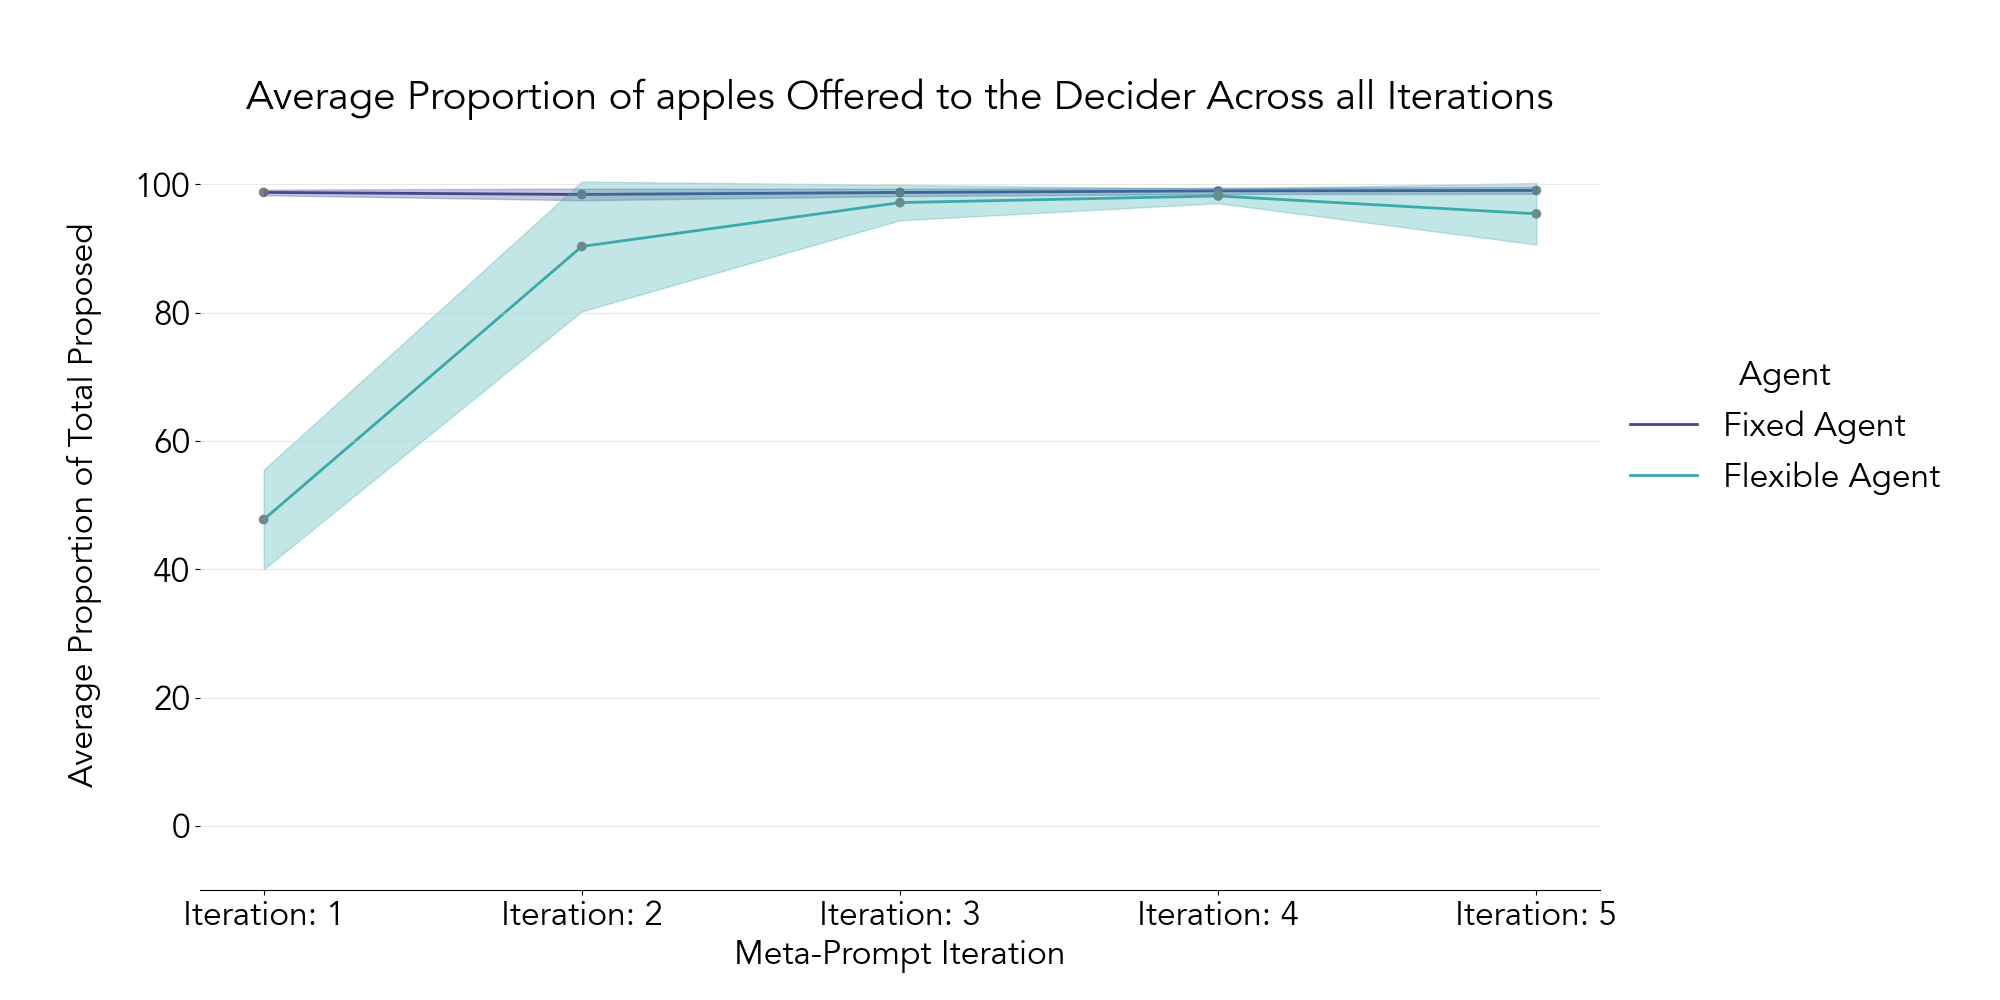 Average Proportion of apples Offered to the Decider Across all Iterations
Average Proportion of Total Proposed
100
80
60
40
20
0
Iteration: 1
Iteration: 2
Iteration: 3
Iteration: 4
Iteration: 5
Meta-Prompt Iteration
Agent
Fixed Agent
Flexible Agent